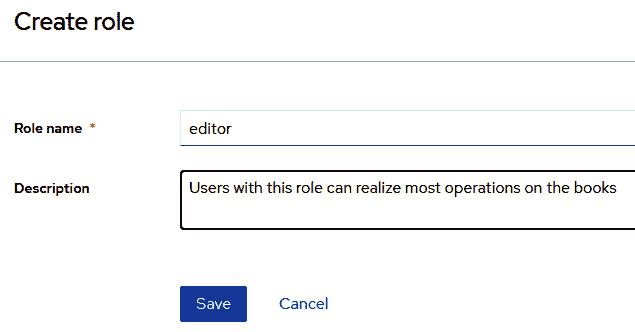 Create role
Role name *
editor
Description
Users with this role can realize most operations on the books
Save
Cancel